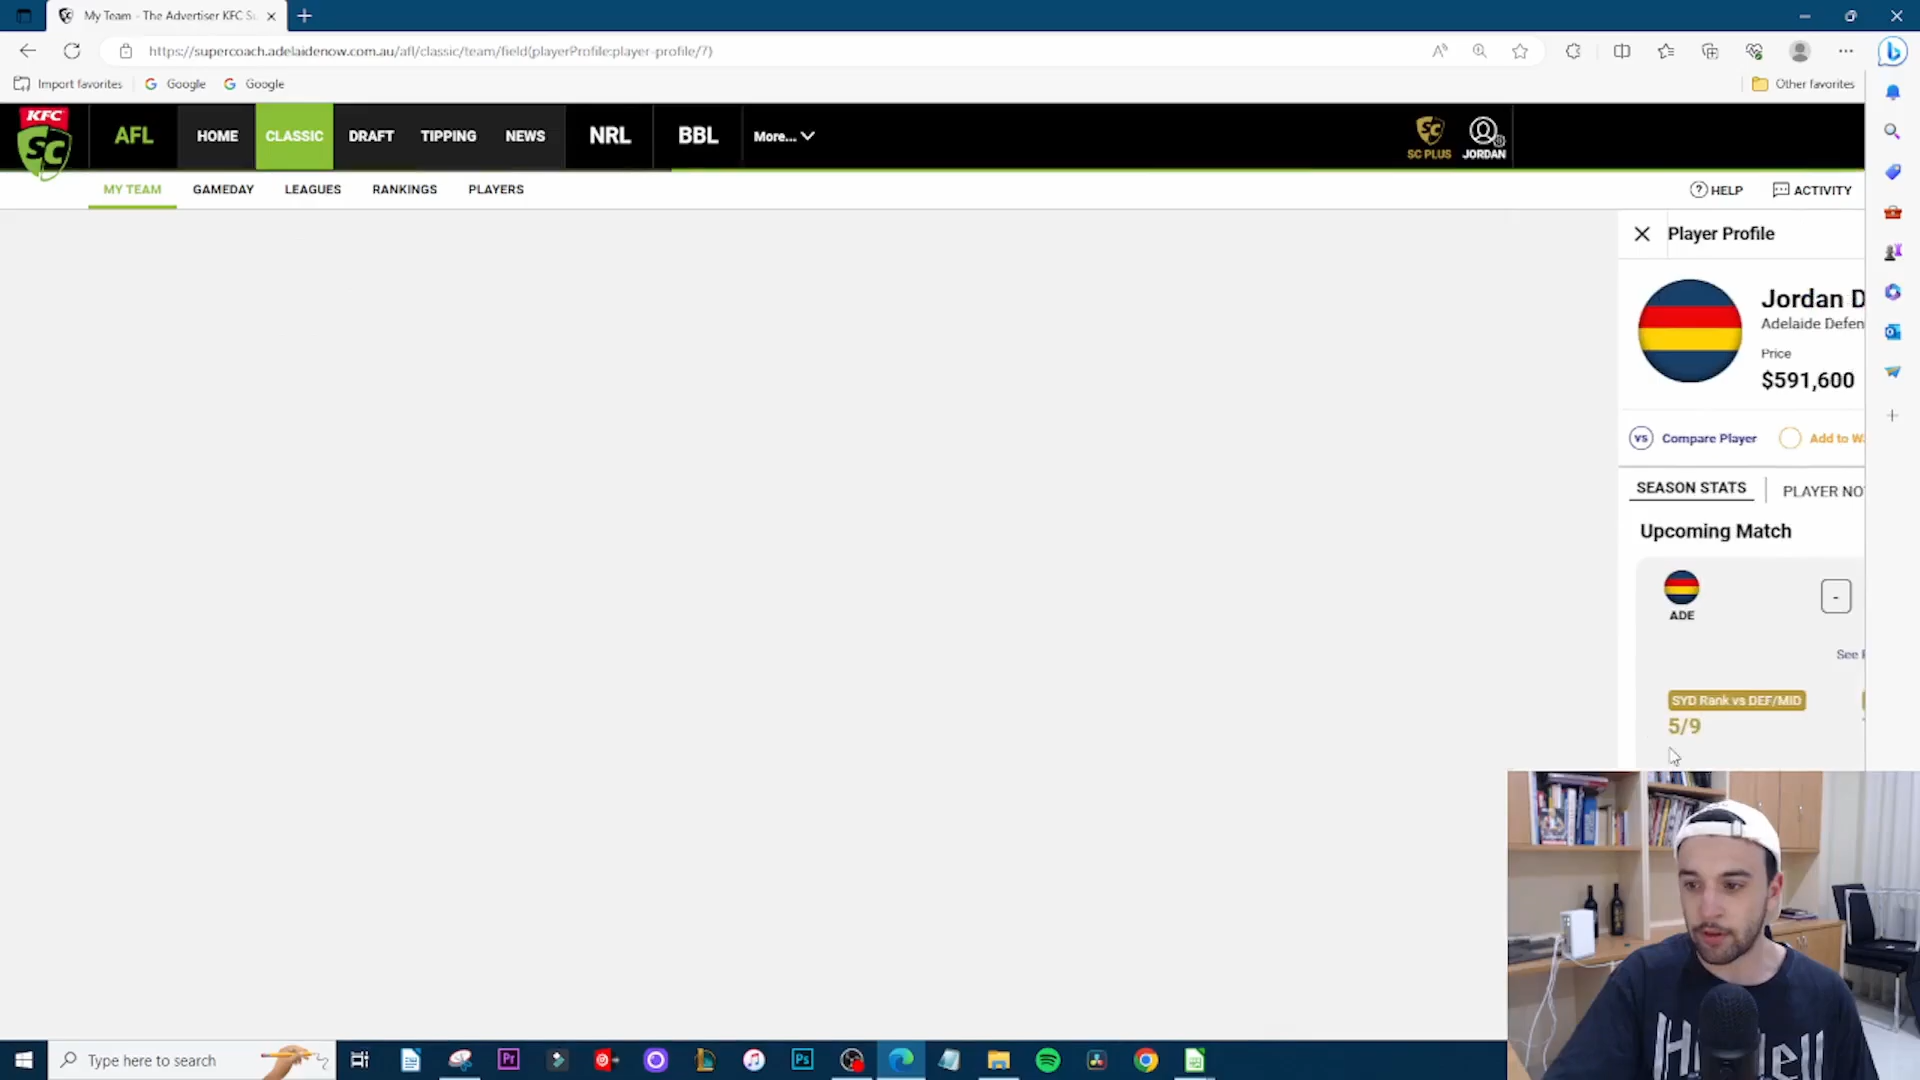 My Team - The Advertiser KFC Su
https://supercoach.adelaidenow.com.au/afl/classic/team/field(playerProfile:player-profile/7)
Import favorites
Google
Google
Other favorites
KFC
SC
AFL
HOME
CLASSIC
DRAFT
TIPPING
NEWS
NRL
BBL
More...
SC
SC PLUS
JORDAN
MY TEAM
GAMEDAY
LEAGUES
RANKINGS
PLAYERS
? HELP
ACTIVITY
Player Profile
Jordan D
Adelaide Defen
Price
$591,600
VS Compare Player
Add to W
SEASON STATS
PLAYER NO
Upcoming Match
ADE
-
See
SYD Rank vs DEF/MID
5/9
Type here to search
Pr
Ps